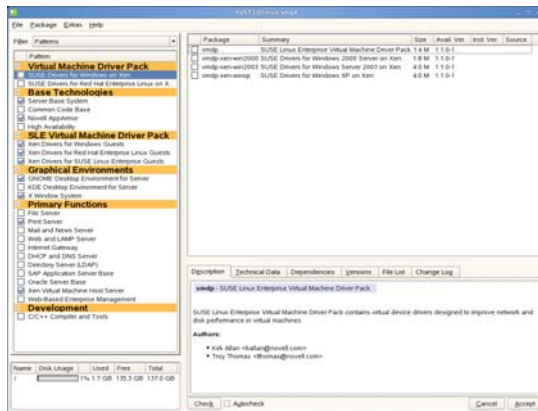 YaST2@linux-vmdp
File Package Extras Help
Filter: Patterns
Pattern
Virtual Machine Driver Pack
SUSE Drivers for Windows on Xen
SUSE Drivers for Red Hat Enterprise Linux on X
Base Technologies
Server Base System
Common Code Base
Novell AppArmor
High Availability
SLE Virtual Machine Driver Pack
Xen Drivers for Windows Guests
Xen Drivers for Red Hat Enterprise Linux Guests
Xen Drivers for SUSE Linux Enterprise Guests
Graphical Environments
GNOME Desktop Environment for Server
KDE Desktop Environment for Server
X Window System
Primary Functions
File Server
Print Server
Mail and News Server
Web and LAMP Server
Internet Gateway
DHCP and DNS Server
Directory Server (LDAP)
SAP Application Server Base
Oracle Server Base
Xen Virtual Machine Host Server
Web-Based Enterprise Management
Development
C/C++ Compiler and Tools
Name Disk Usage Used Free Total
/ 1% 1.7 GB 135.3 GB 137.0 GB
Package Summary Size Avail. Ver. Inst. Ver. Source
vmdp SUSE Linux Enterprise Virtual Machine Driver Pack 1.4 M 1.1.0-1
vmdp-xen-win2000 SUSE Drivers for Windows 2000 Server on Xen 1.8 M 1.1.0-1
vmdp-xen-win2003 SUSE Drivers for Windows Server 2003 on Xen 4.0 M 1.1.0-1
vmdp-xen-winxp SUSE Drivers for Windows XP on Xen 4.0 M 1.1.0-1
Description Technical Data Dependencies Versions File List Change Log
vmdp - SUSE Linux Enterprise Virtual Machine Driver Pack
SUSE Linux Enterprise Virtual Machine Driver Pack contains virtual device drivers designed to improve network and
disk performance in virtual machines.
Authors:
Kirk Allan <kallan@novell.com>
Troy Thomas <tthomas@novell.com>
Check Autocheck Cancel Accept